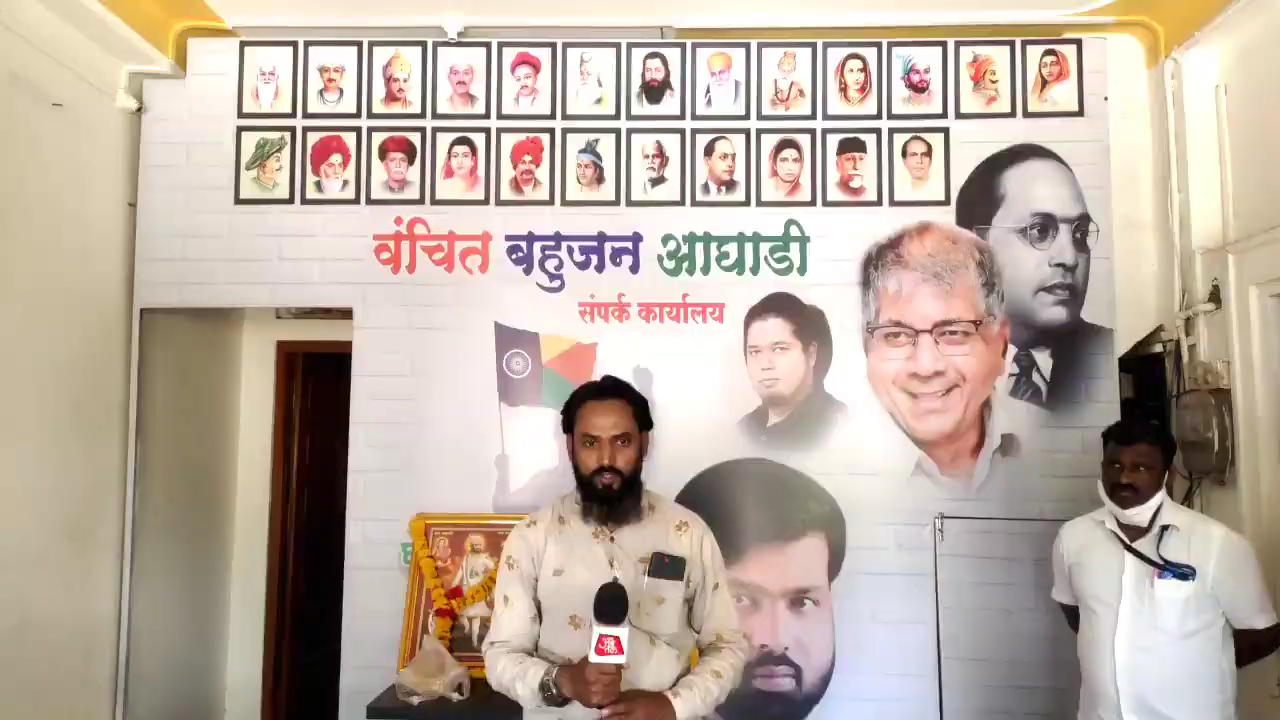 वंचित बहुजन आघाडी
संपर्क कार्यालय